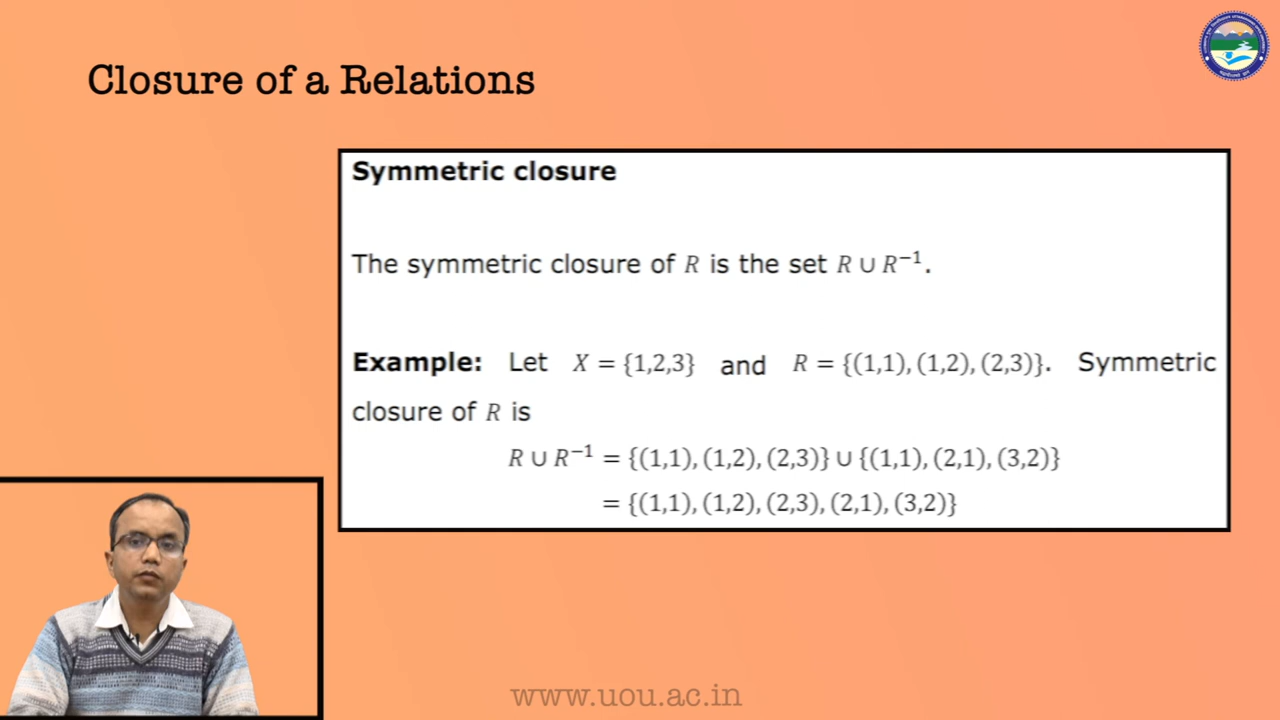 Closure of a Relations
Symmetric closure
The symmetric closure of R is the set R ∪ R⁻¹.
Example: Let X = {1,2,3} and R = {(1,1), (1,2), (2,3)}. Symmetric
closure of R is
R ∪ R⁻¹ = {(1,1), (1,2), (2,3)} ∪ {(1,1), (2,1), (3,2)}
= {(1,1), (1,2), (2,3), (2,1), (3,2)}
www.uou.ac.in